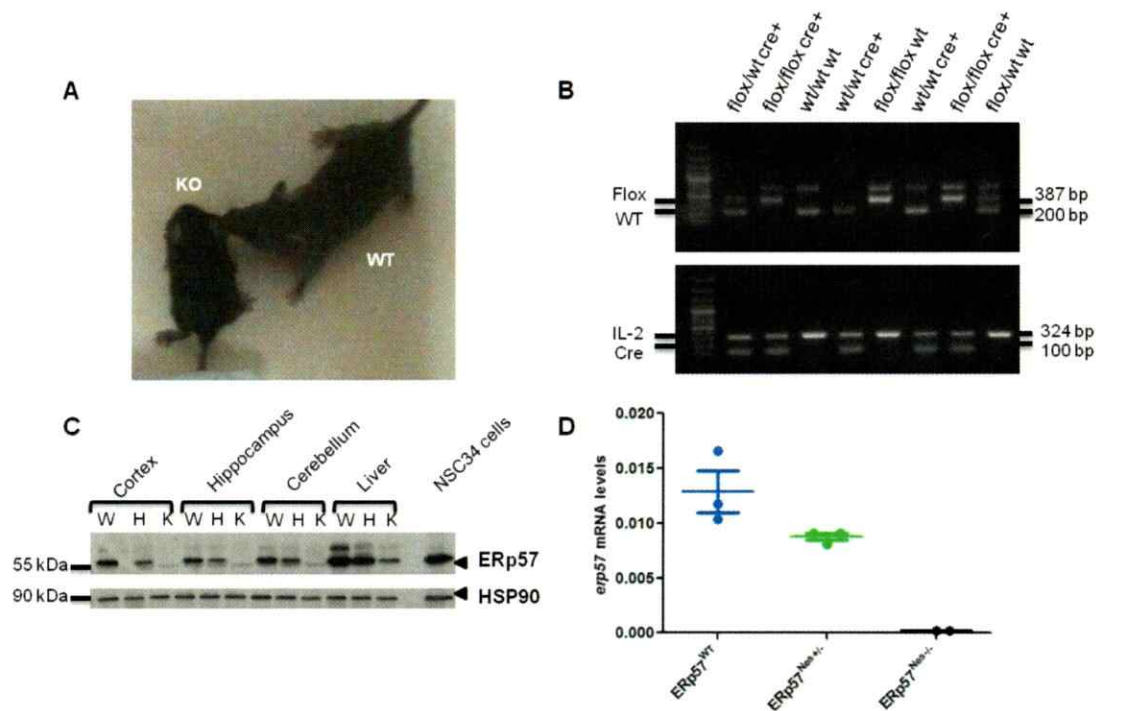 A
KO
WT
B
flox/wt cre+
flox/flox cre+
wt/wt wt
wt/wt cre+
flox/flox wt
wt/wt cre+
flox/flox cre+
flox/wt wt
Flox
WT
387 bp
200 bp
IL-2
Cre
324 bp
100 bp
C
Cortex
Hippocampus
Cerebellum
Liver
NSC34 cells
W H K W H K W H K W H K
55 kDa
ERp57
90 kDa
HSP90
D
erp57 mRNA levels
0.020
0.015
0.010
0.005
0.000
ERp57WT
ERp57Nes+/-
ERp57Nes-/-